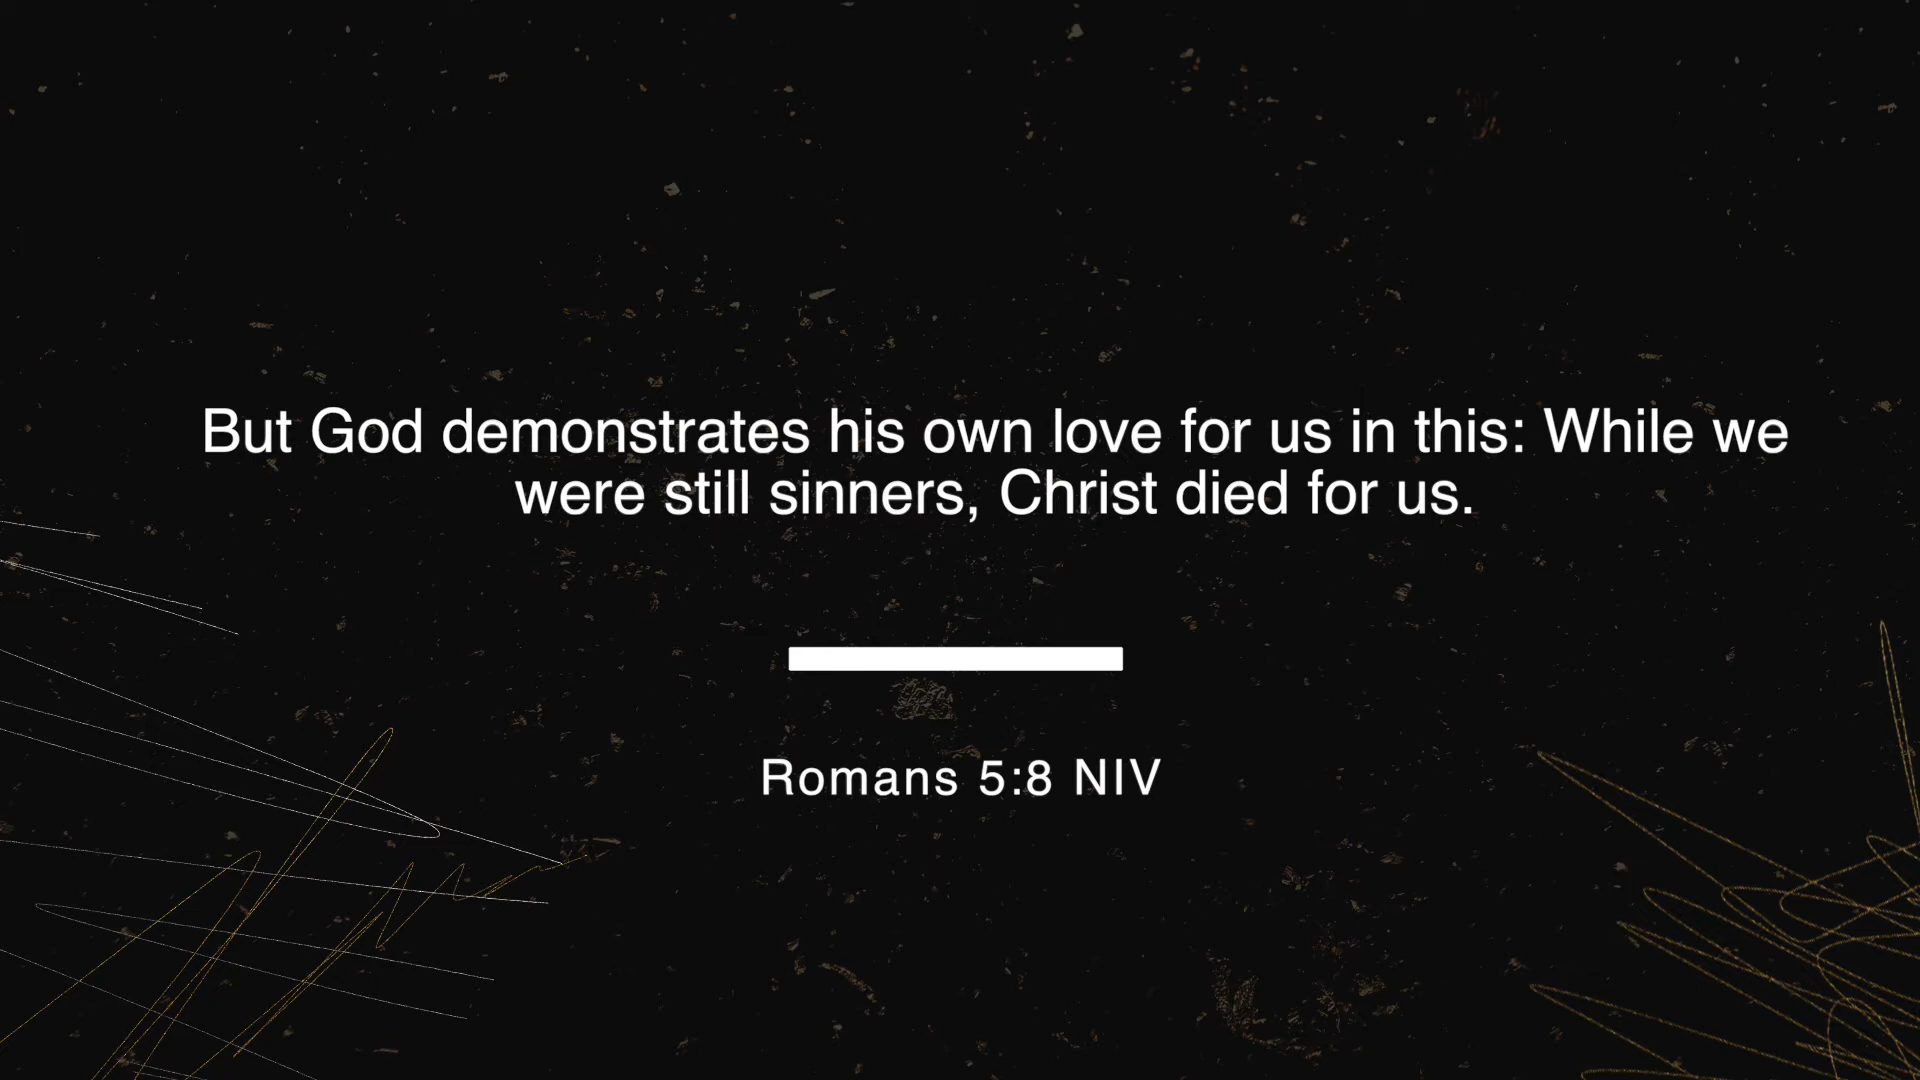 But God demonstrates his own love for us in this: While we
were still sinners, Christ died for us.
Romans 5:8 NIV